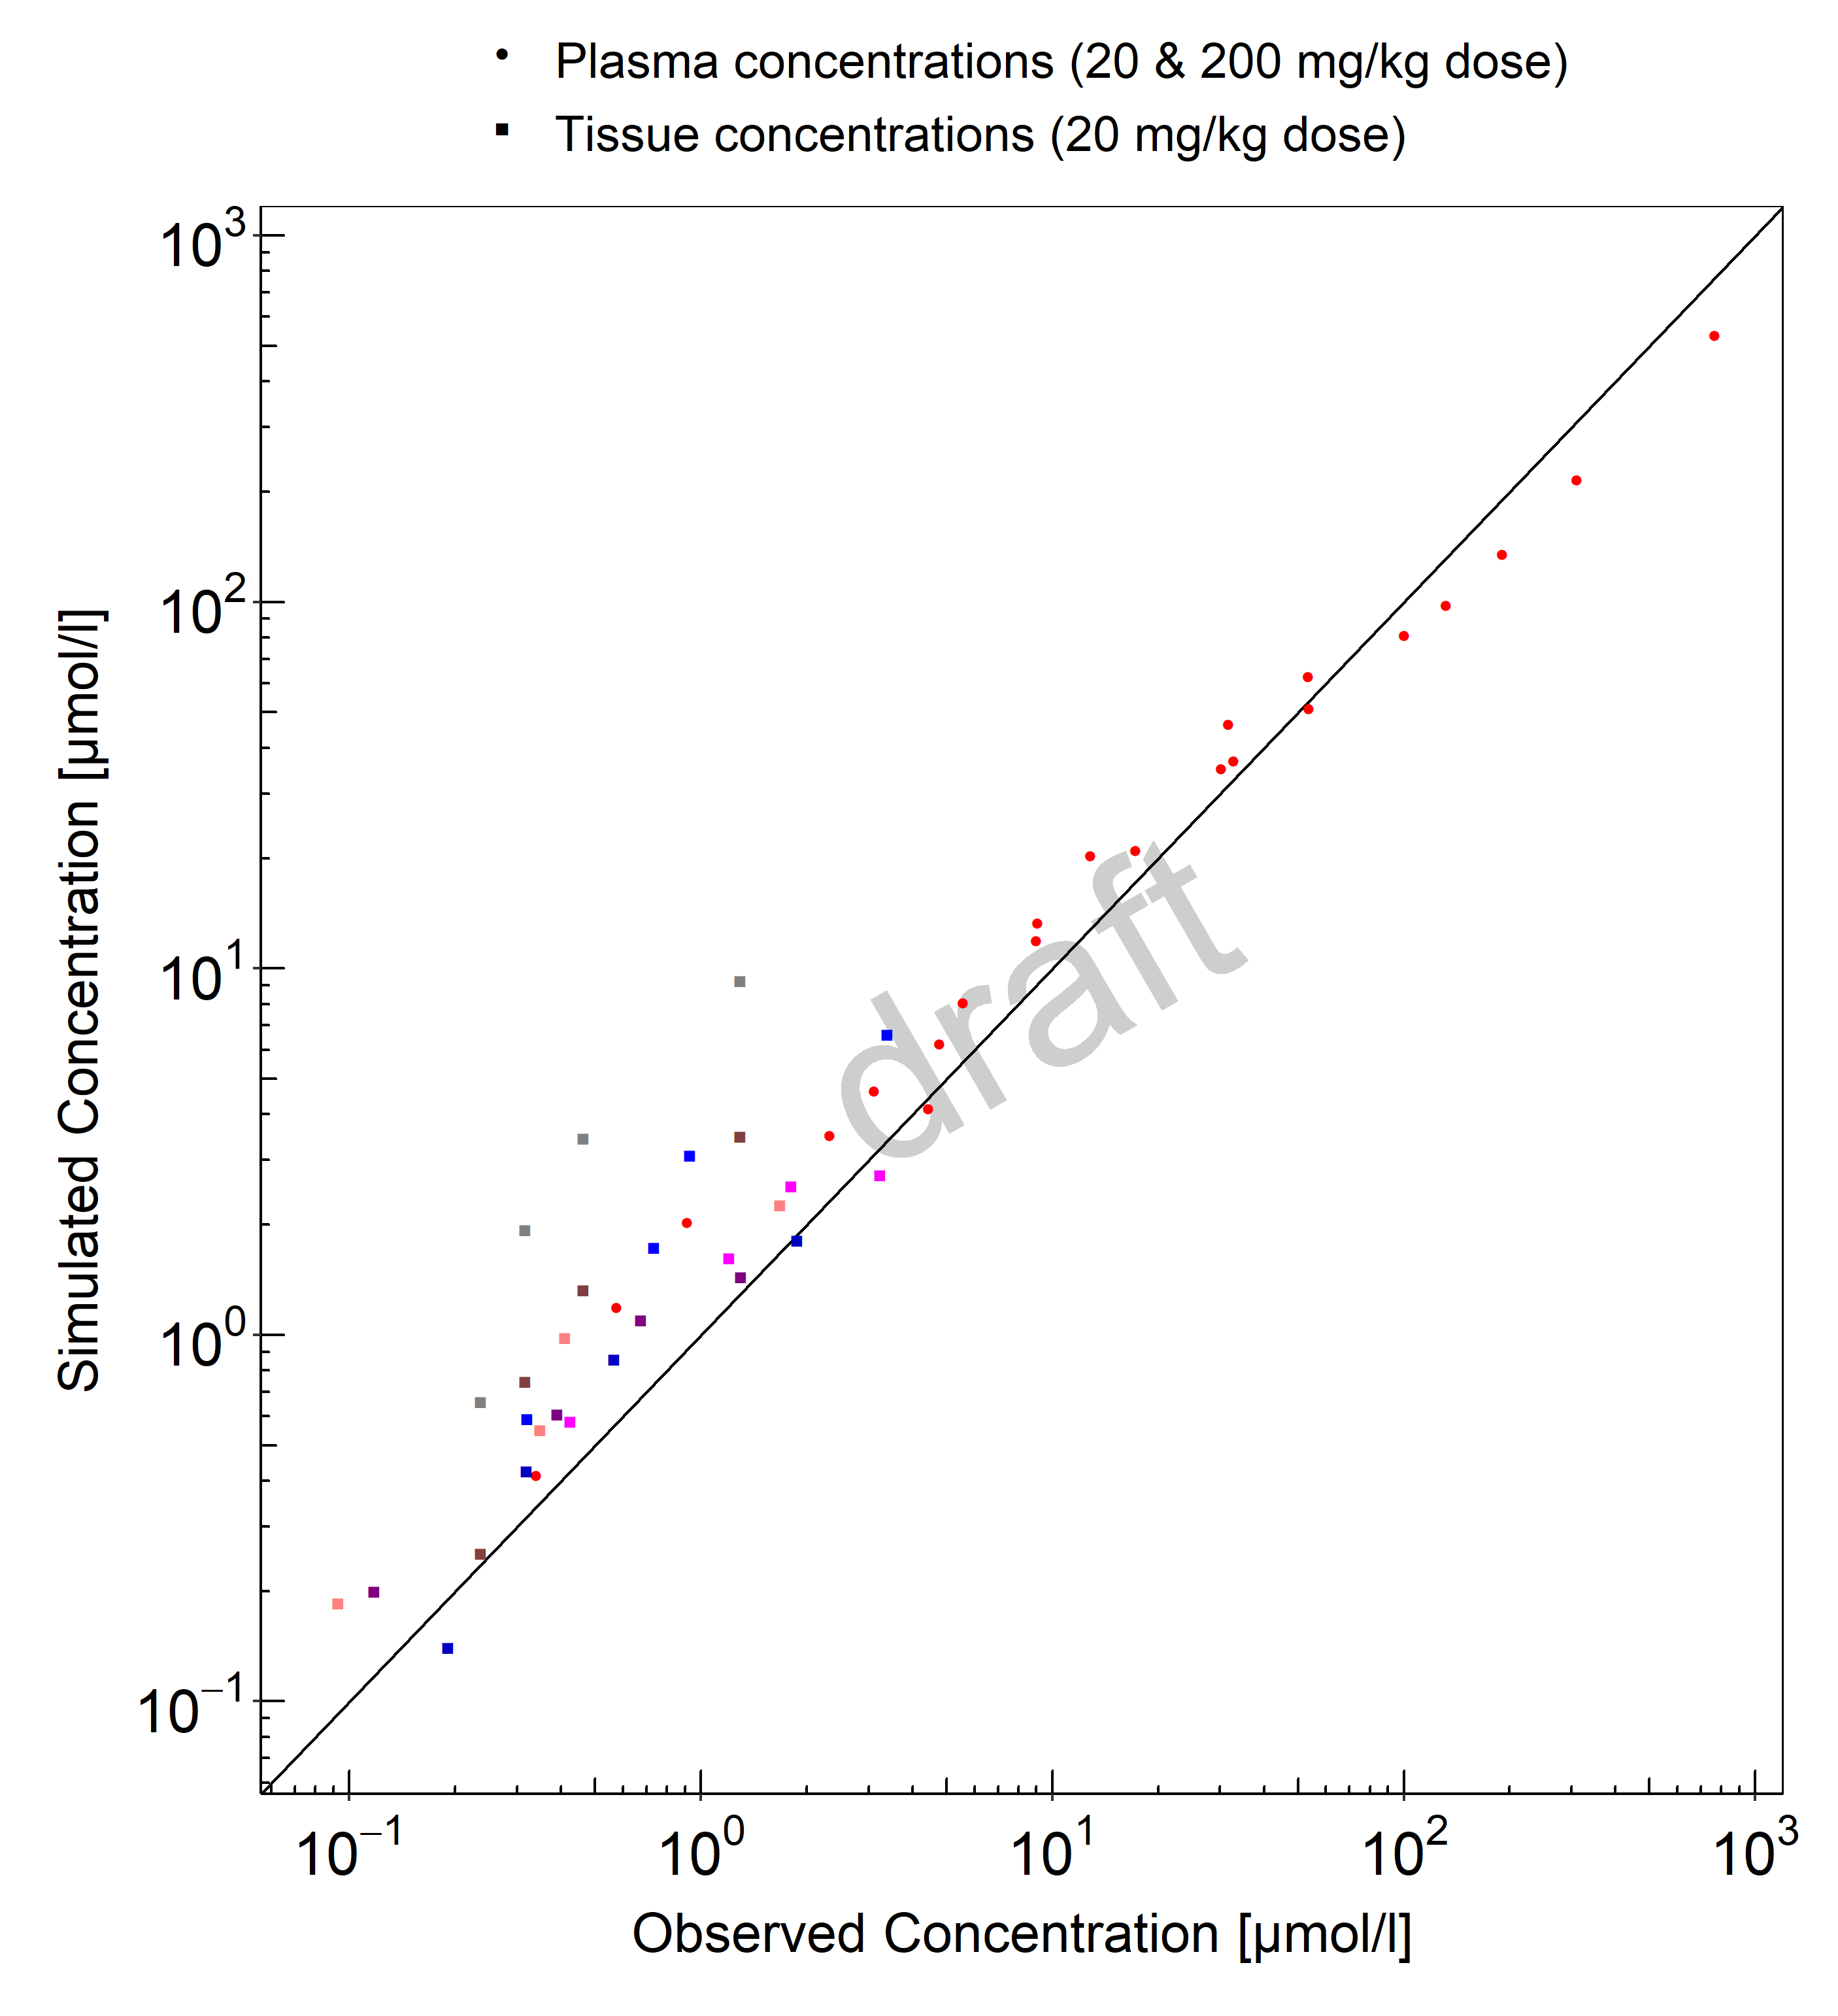 Plasma concentrations (20 & 200 mg/kg dose)
Tissue concentrations (20 mg/kg dose)
10³
10²
10¹
10⁰
10⁻¹
Simulated Concentration [µmol/l]
draft
10⁻¹ 10⁰ 10¹ 10² 10³
Observed Concentration [µmol/l]